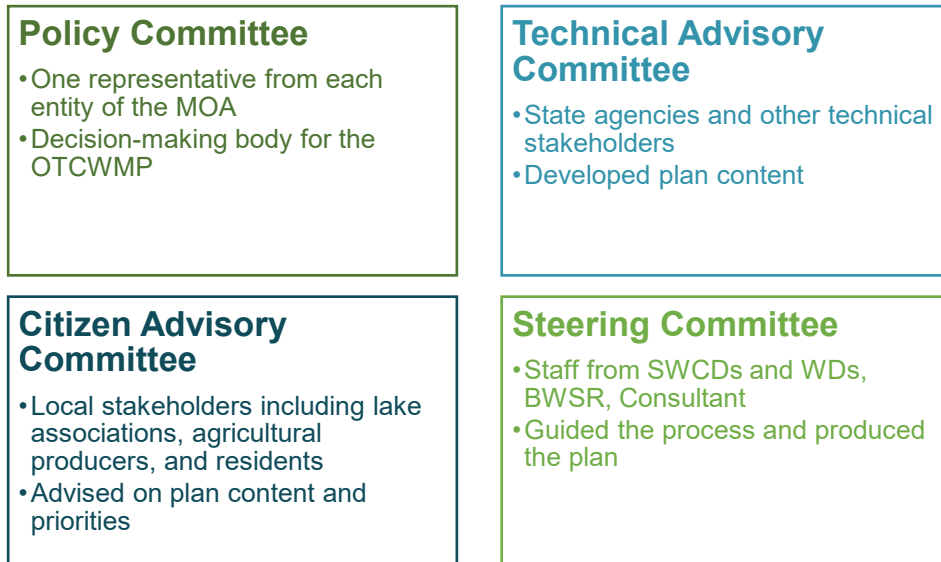 Policy Committee
•One representative from each
entity of the MOA
•Decision-making body for the
OTCWMP
Technical Advisory
Committee
•State agencies and other technical
stakeholders
•Developed plan content
Citizen Advisory
Committee
•Local stakeholders including lake
associations, agricultural
producers, and residents
•Advised on plan content and
priorities
Steering Committee
•Staff from SWCDs and WDs,
BWSR, Consultant
•Guided the process and produced
the plan